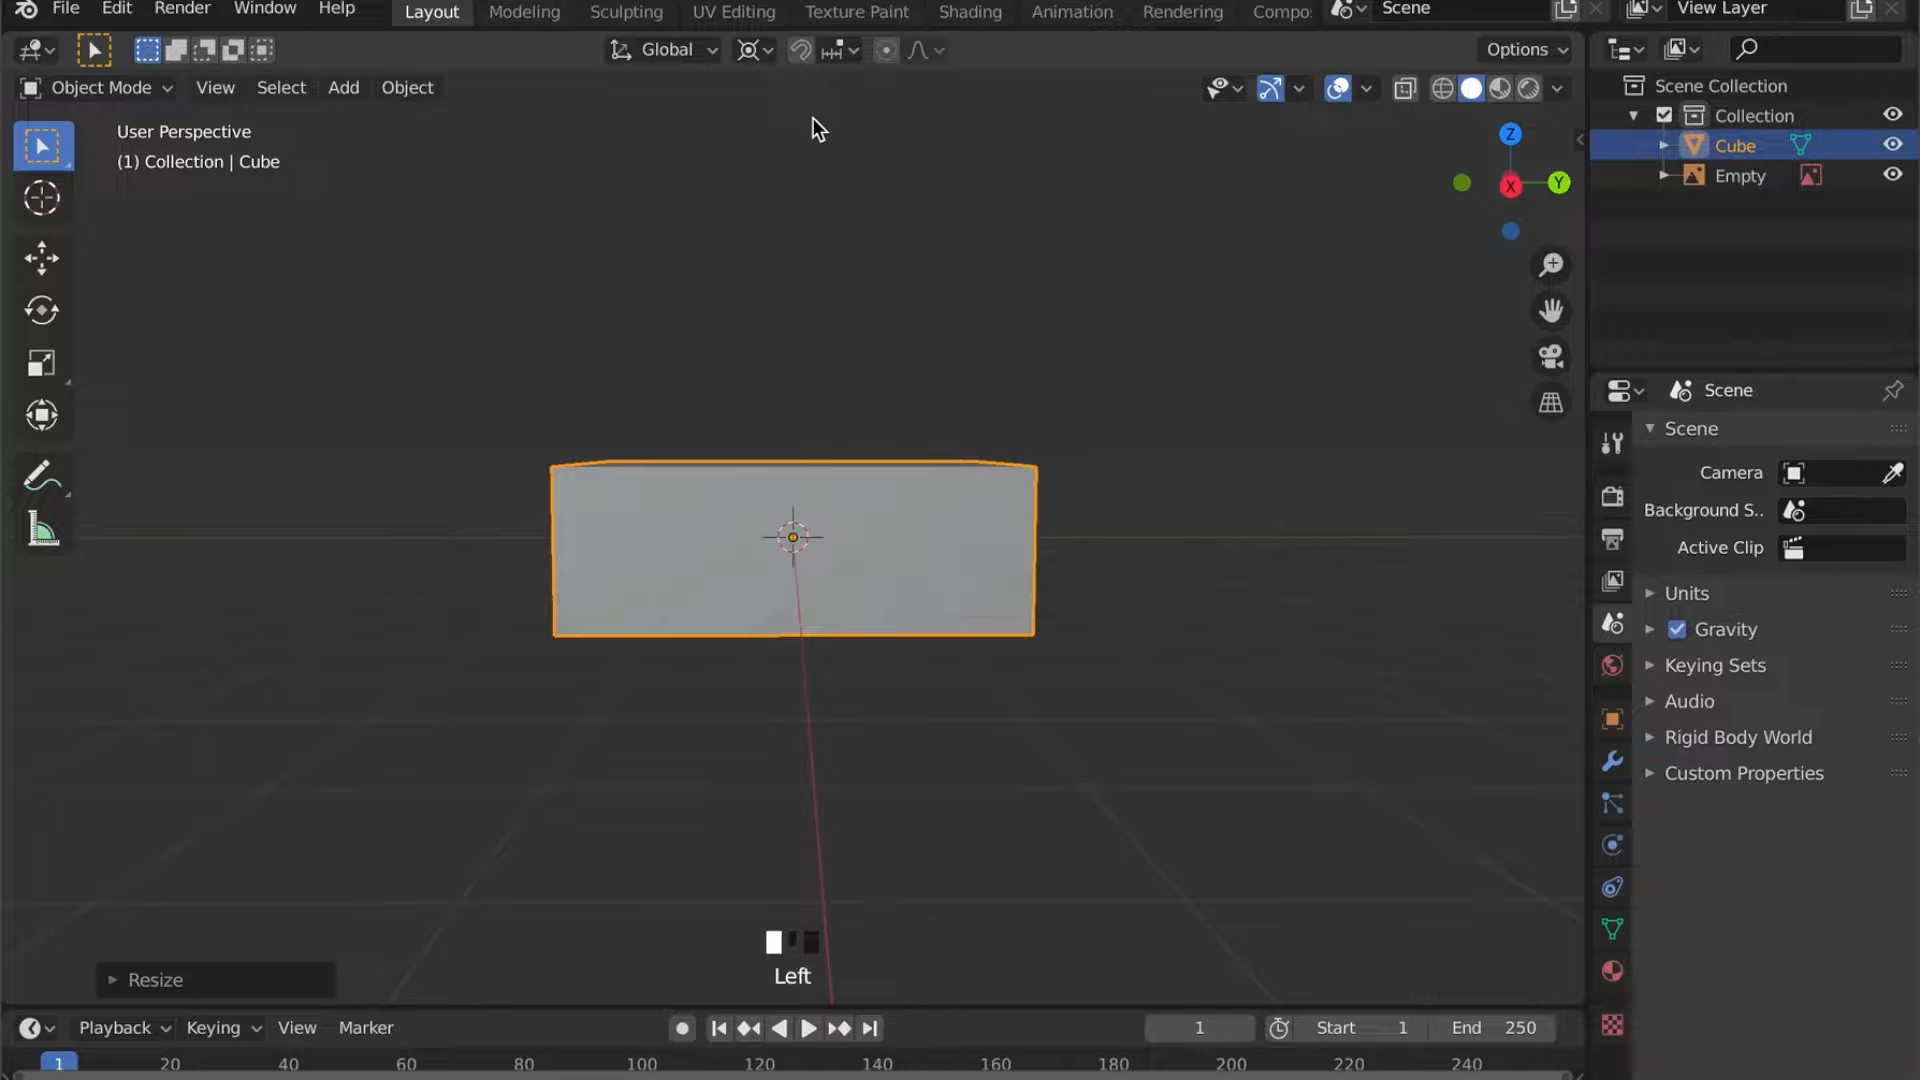 File Edit Render Window Help Layout Modeling Sculpting UV Editing Texture Paint Shading Animation Rendering Compo Scene View Layer
Global Options
Object Mode View Select Add Object
User Perspective
(1) Collection | Cube
Z
X
Y
Scene Collection
Collection
Cube
Empty
Scene
Scene
Camera
Background S..
Active Clip
Units
Gravity
Keying Sets
Audio
Rigid Body World
Custom Properties
Left
Resize
Playback Keying View Marker 1 Start 1 End 250
1 20 40 60 80 100 120 140 160 180 200 220 240